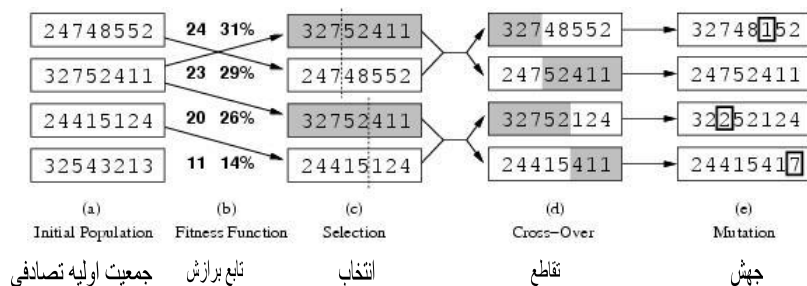 24748552 24 31% 32752411 32748552 32748152
32752411 23 29% 24748552 24752411 24752411
24415124 20 26% 32752411 32752124 32252124
32543213 11 14% 24415124 24415411 24415417
(a) (b) (c) (d) (e)
Initial Population Fitness Function Selection Cross-Over Mutation
جمعیت اولیه تصادفی تابع برازش انتخاب تقاطع جهش